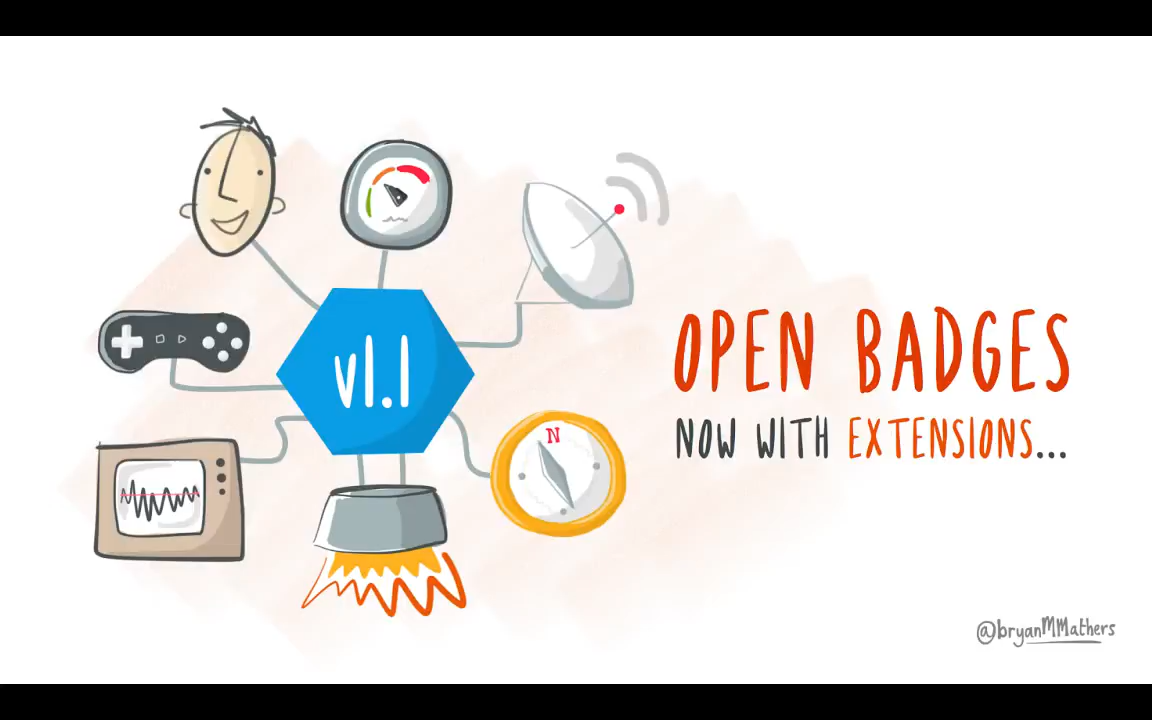 v1.1
N
OPEN BADGES
NOW WITH EXTENSIONS...
@bryanMMathers